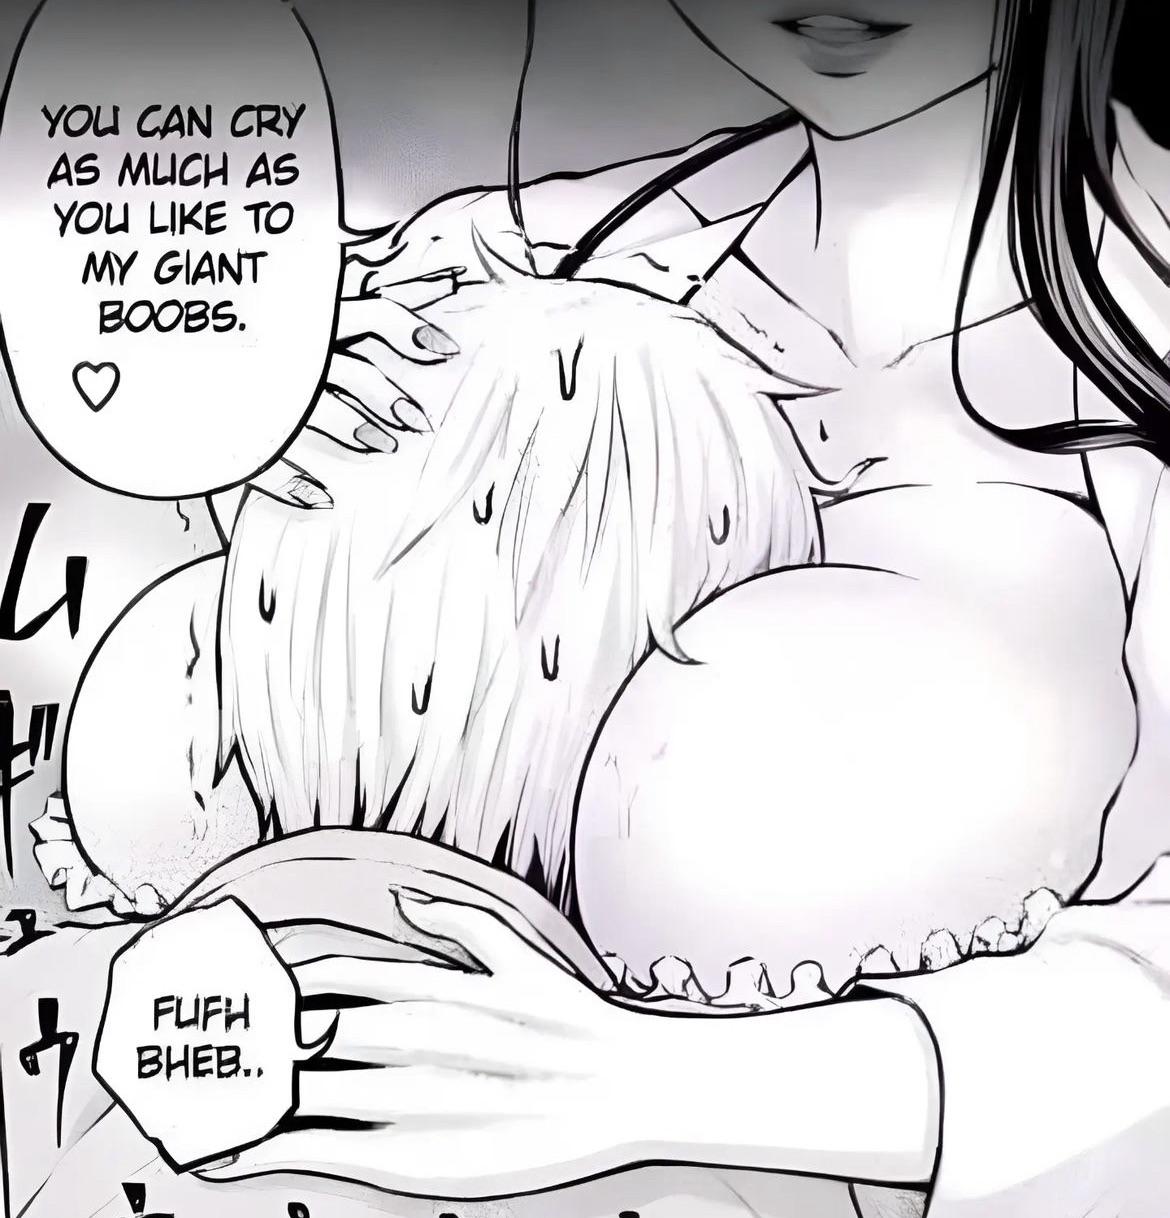 YOU CAN CRY
AS MUCH AS
YOU LIKE TO
MY GIANT
BOOBS.
♡
FUFH
BHEB..